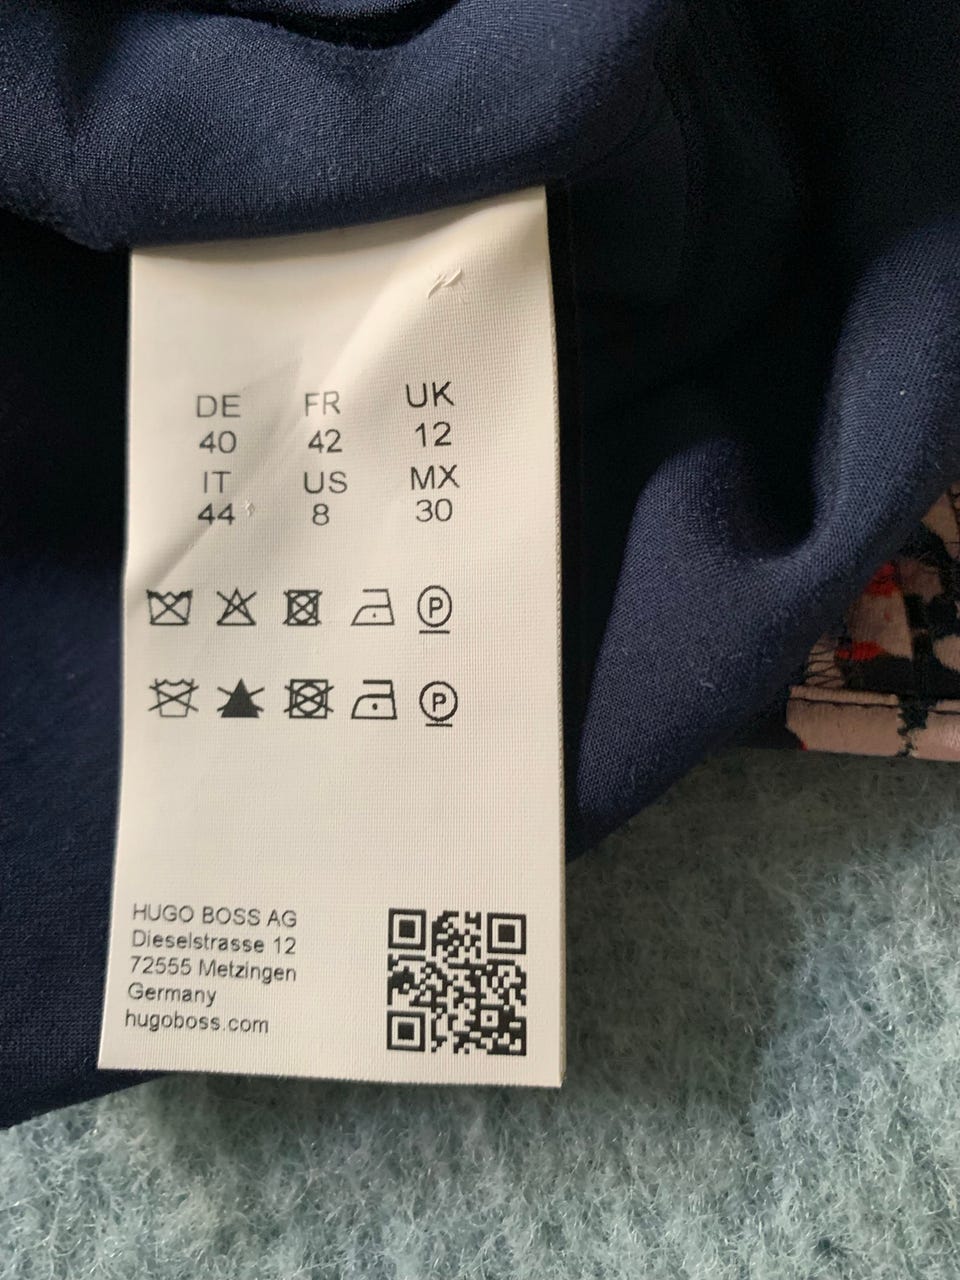 DE FR UK
40 42 12
IT US MX
44 8 30
P
P
HUGO BOSS AG
Dieselstrasse 12
72555 Metzingen
Germany
hugoboss.com